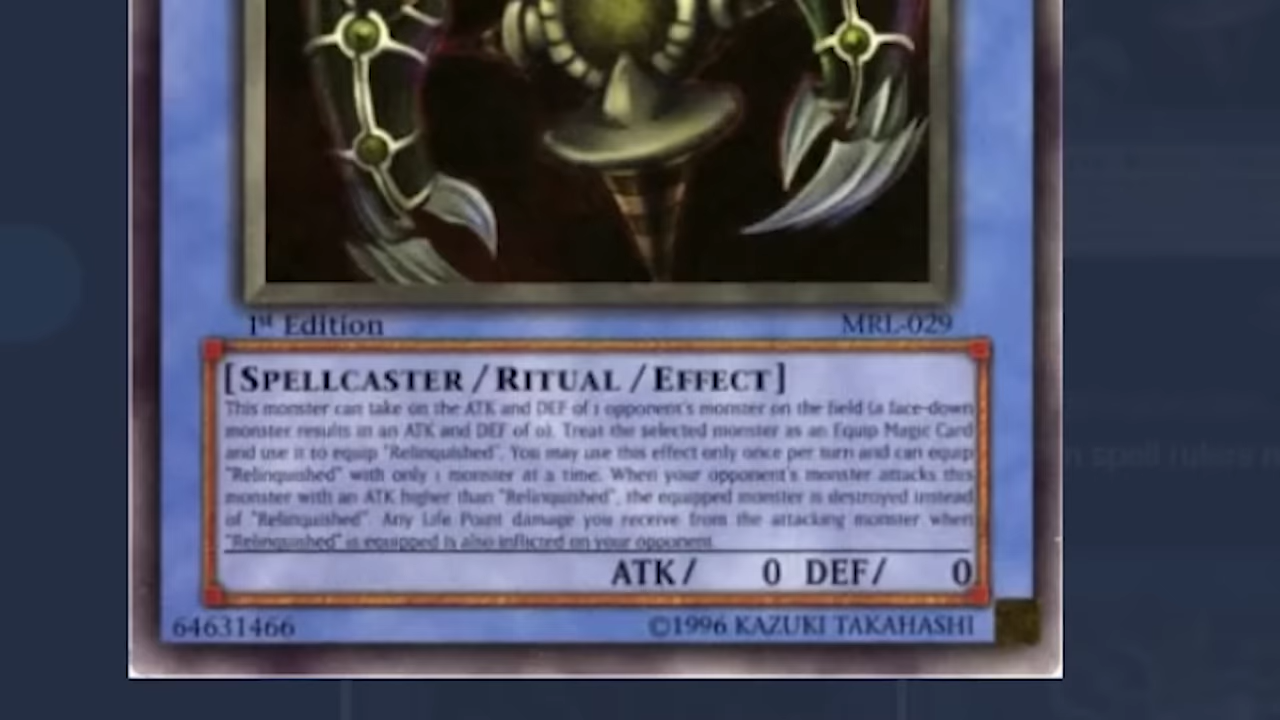 1st Edition MRL-029
[SPELLCASTER / RITUAL / EFFECT]
This monster can take on the ATK and DEF of 1 opponent's monster on the field (a face-down
monster results in an ATK and DEF of 0). Treat the selected monster as an Equip Magic Card
and use it to equip "Relinquished". You may use this effect only once per turn and can equip
"Relinquished" with only 1 monster at a time. When your opponent's monster attacks this
monster with an ATK higher than "Relinquished", the equipped monster is destroyed instead
of "Relinquished". Any Life Point damage you receive from the attacking monster when
"Relinquished" is equipped is also inflicted on your opponent.
ATK/ 0 DEF/ 0
64631466 ©1996 KAZUKI TAKAHASHI